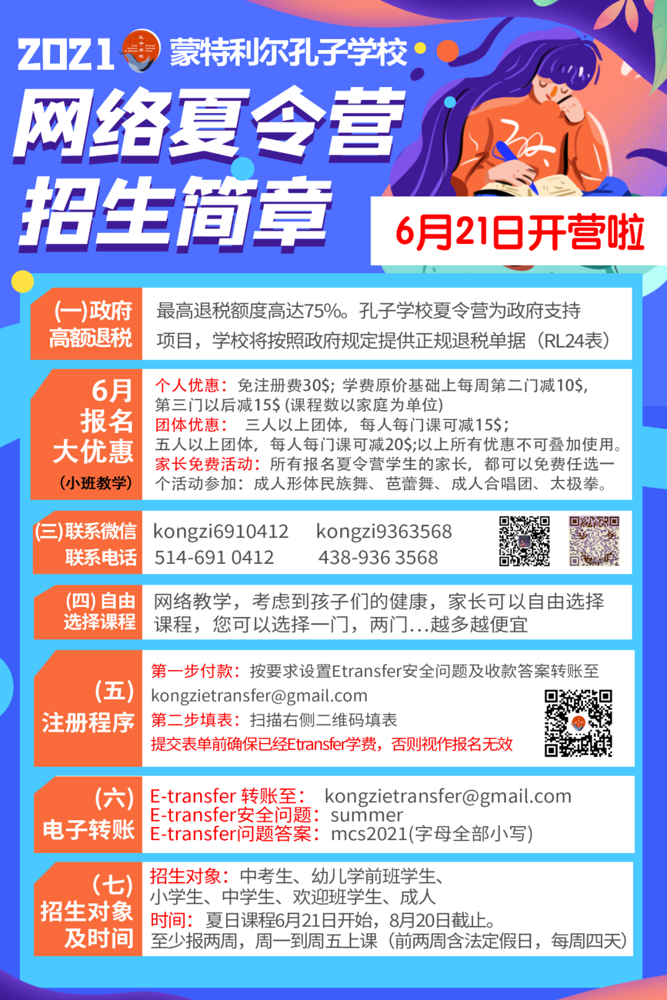 2021 蒙特利尔孔子学校
网络夏令营
招生简章
6月21日开营啦
(一)政府
高额退税
最高退税额度高达75%。孔子学校夏令营为政府支持
项目，学校将按照政府规定提供正规退税单据（RL24表）
6月
报名
大优惠
（小班教学）
个人优惠：免注册费30$; 学费原价基础上每周第二门减10$,
第三门以后减15$ (课程数以家庭为单位)
团体优惠： 三人以上团体，每人每门课可减15$；
五人以上团体，每人每门课可减20$;以上所有优惠不可叠加使用。
家长免费活动：所有报名夏令营学生的家长，都可以免费任选一
个活动参加：成人形体民族舞、芭蕾舞、成人合唱团、太极拳。
(三)联系微信
联系电话
kongzi6910412 kongzi9363568
514-691 0412 438-936 3568
(四) 自由
选择课程
网络教学，考虑到孩子们的健康，家长可以自由选择
课程，您可以选择一门，两门...越多越便宜
(五)
注册程序
第一步付款：按要求设置Etransfer安全问题及收款答案转账至
kongzietransfer@gmail.com
第二步填表：扫描右侧二维码填表
提交表单前确保已经Etransfer学费，否则视作报名无效
(六)
电子转账
E-transfer 转账至： kongzietransfer@gmail.com
E-transfer安全问题：summer
E-transfer问题答案：mcs2021(字母全部小写)
（七）
招生对象
及时间
招生对象：中考生、幼儿学前班学生、
小学生、中学生、欢迎班学生、成人
时间： 夏日课程6月21日开始，8月20日截止。
至少报两周，周一到周五上课（前两周含法定假日，每周四天）